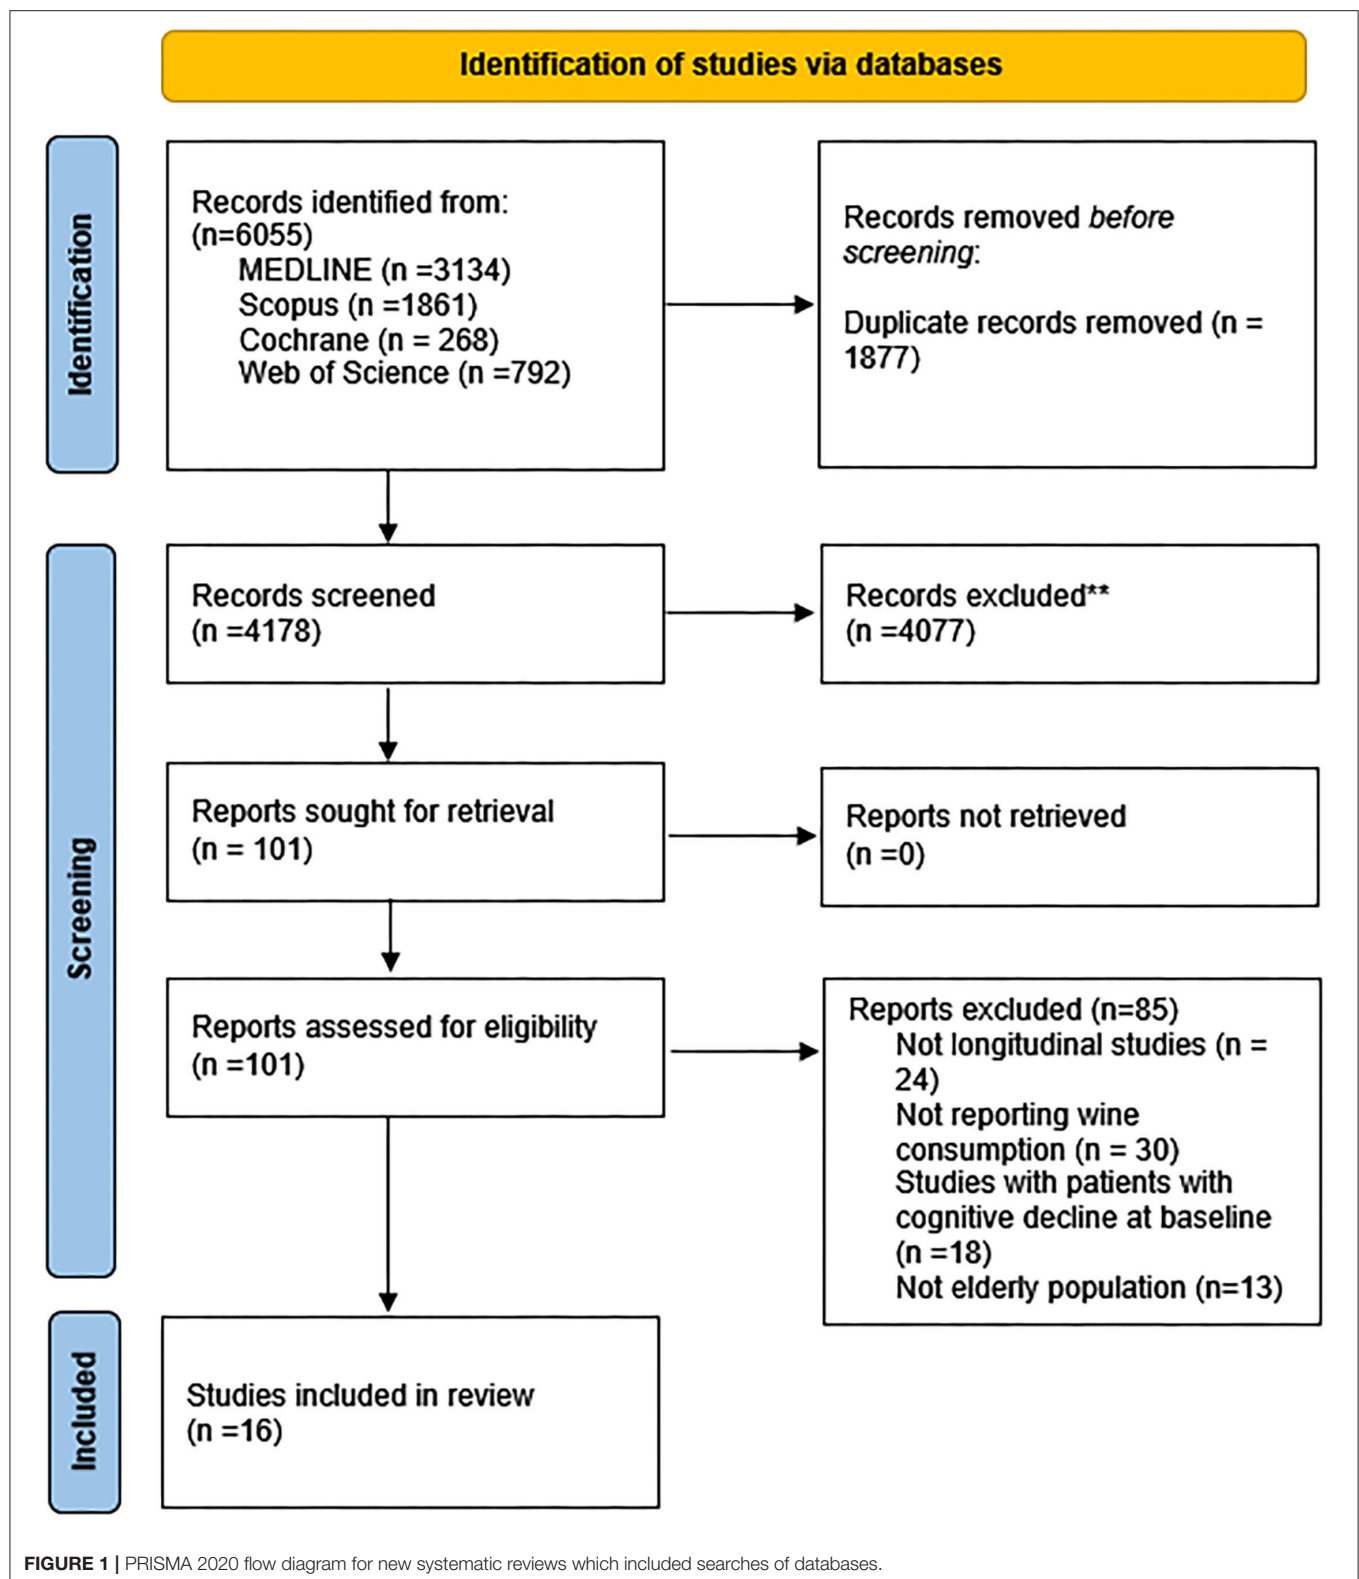 Identification of studies via databases
Identification
Records identified from:
(n=6055)
MEDLINE (n =3134)
Scopus (n =1861)
Cochrane (n = 268)
Web of Science (n =792)
Records removed before
screening:
Duplicate records removed (n =
1877)
Screening
Records screened
(n =4178)
Records excluded**
(n =4077)
Reports sought for retrieval
(n = 101)
Reports not retrieved
(n =0)
Reports assessed for eligibility
(n =101)
Reports excluded (n=85)
Not longitudinal studies (n =
24)
Not reporting wine
consumption (n = 30)
Studies with patients with
cognitive decline at baseline
(n =18)
Not elderly population (n=13)
Included
Studies included in review
(n =16)
FIGURE 1 | PRISMA 2020 flow diagram for new systematic reviews which included searches of databases.